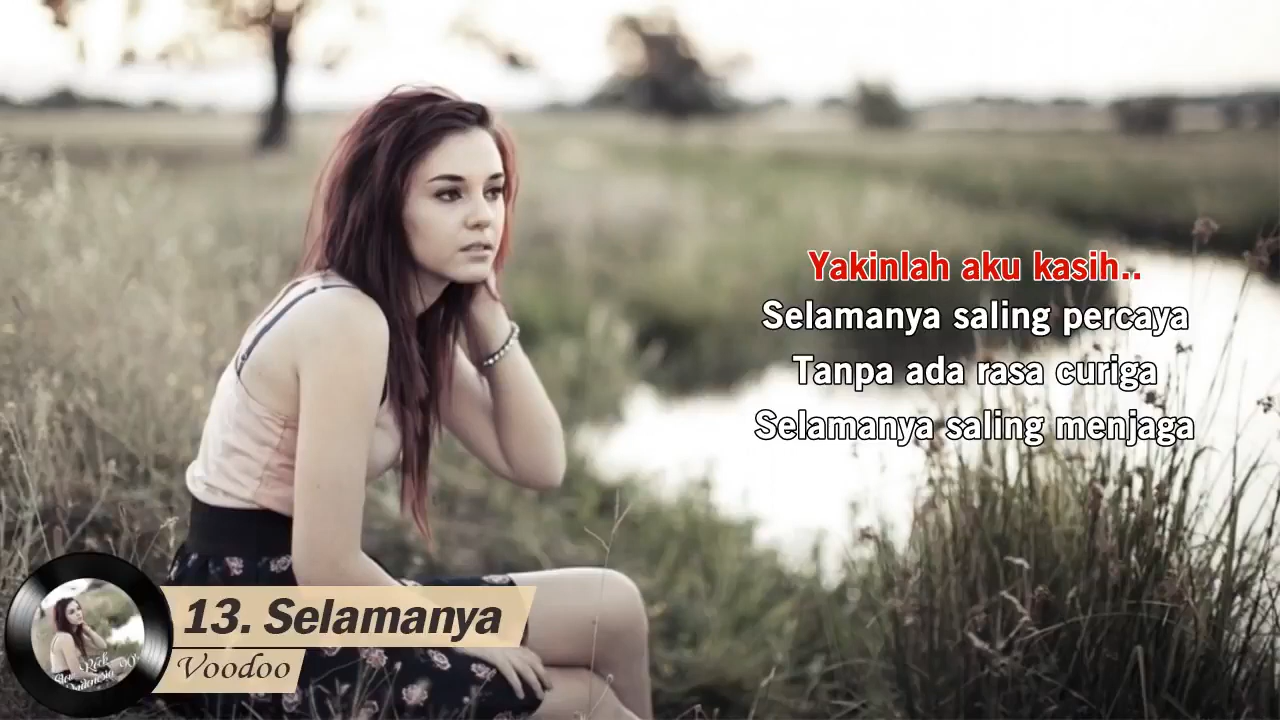 Yakinlah aku kasih..
Selamanya saling percaya
Tanpa ada rasa curiga
Selamanya saling menjaga
13. Selamanya
Voodoo